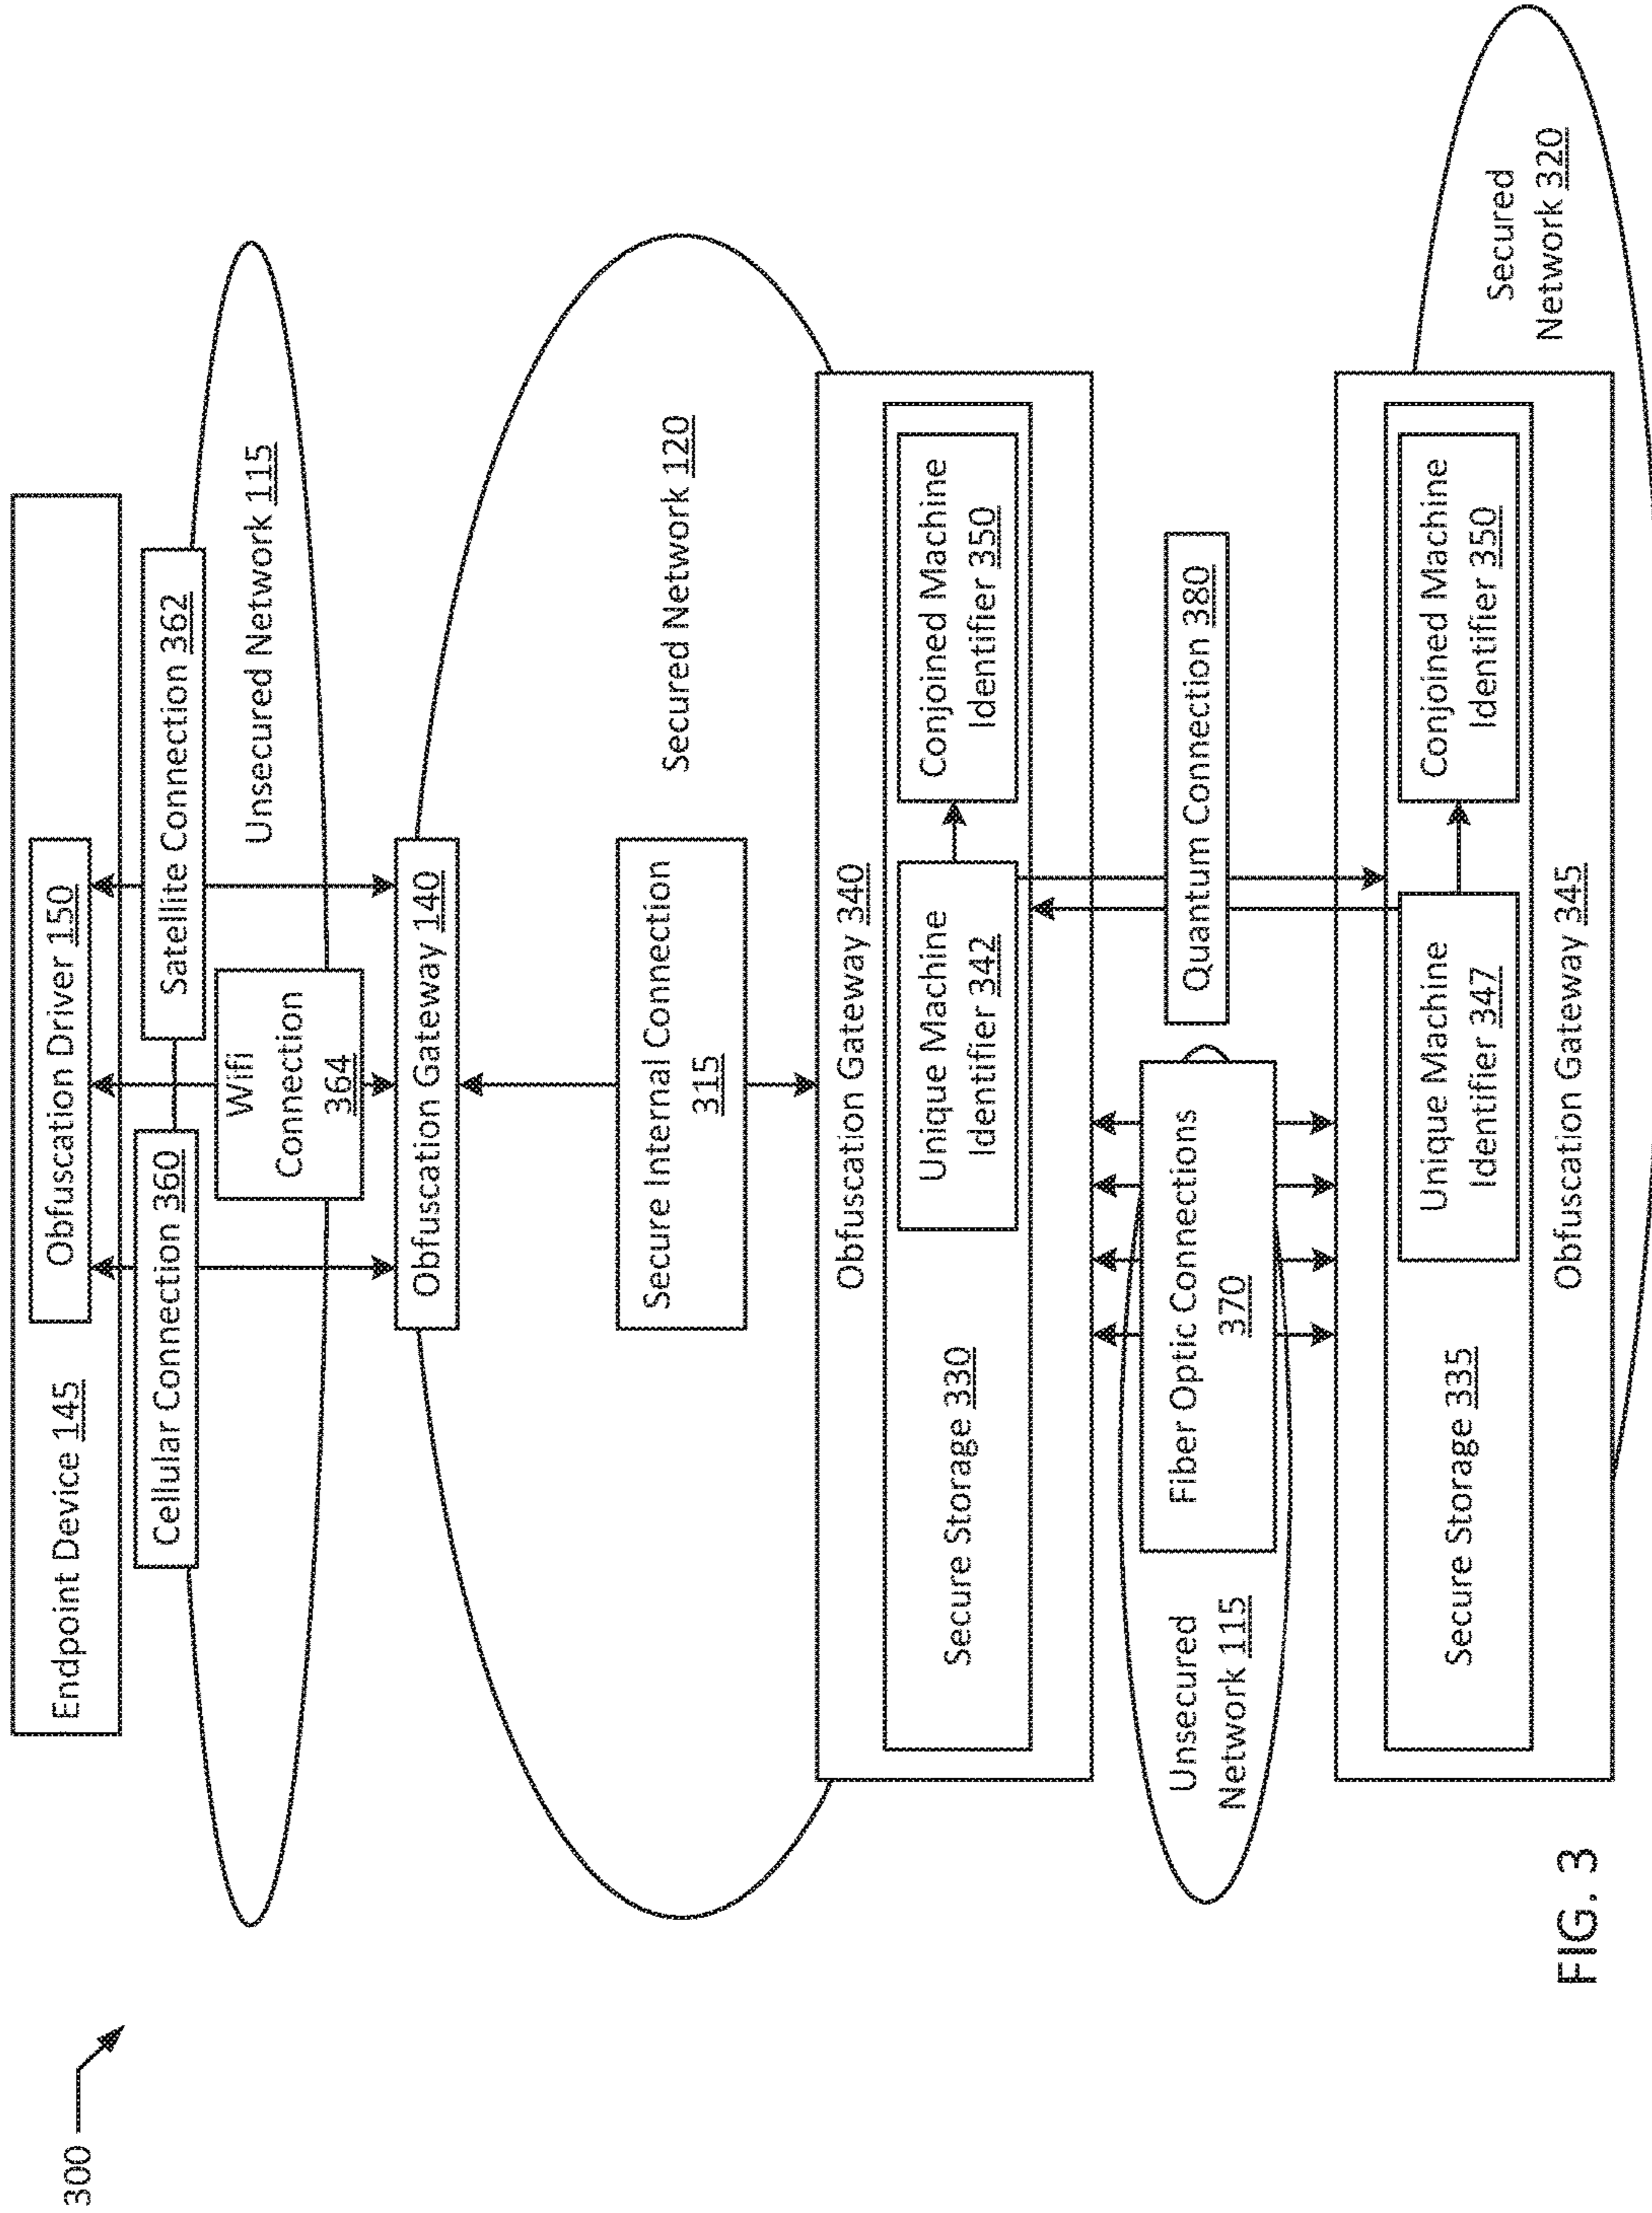 300
Endpoint Device 145
Obfuscation Driver 150
Cellular Connection 360
Satellite Connection 362
Wifi
Connection
364
Unsecured Network 115
Obfuscation Gateway 140
Secure Internal Connection
315
Secured Network 120
Obfuscation Gateway 340
Secure Storage 330
Unique Machine
Identifier 342
Conjoined Machine
Identifier 350
Unsecured
Network 115
Fiber Optic Connections
370
Quantum Connection 380
Secure Storage 335
Unique Machine
Identifier 347
Conjoined Machine
Identifier 350
Obfuscation Gateway 345
Secured
Network 320
FIG. 3